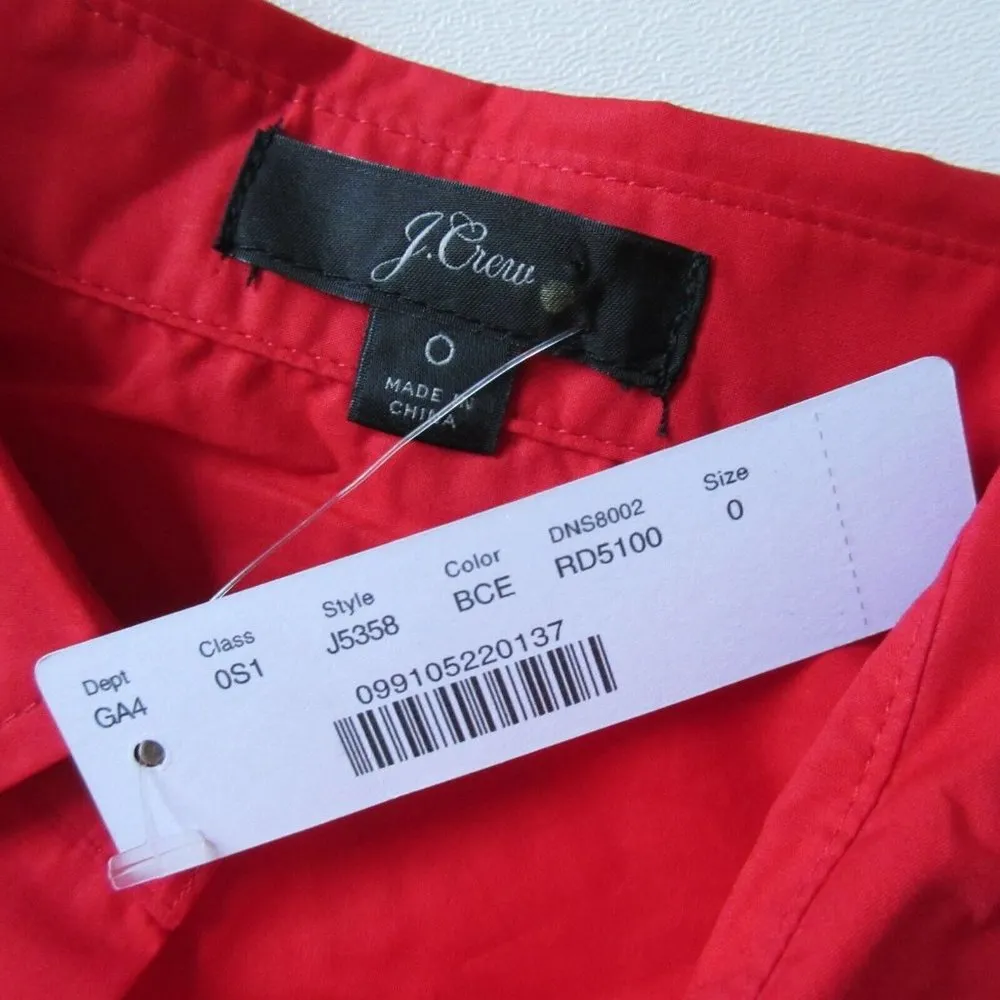 J.Crew
0
MADE IN
CHINA
Dept Class Style Color DNS8002 Size
GA4 0S1 J5358 BCE RD5100 0
099105220137